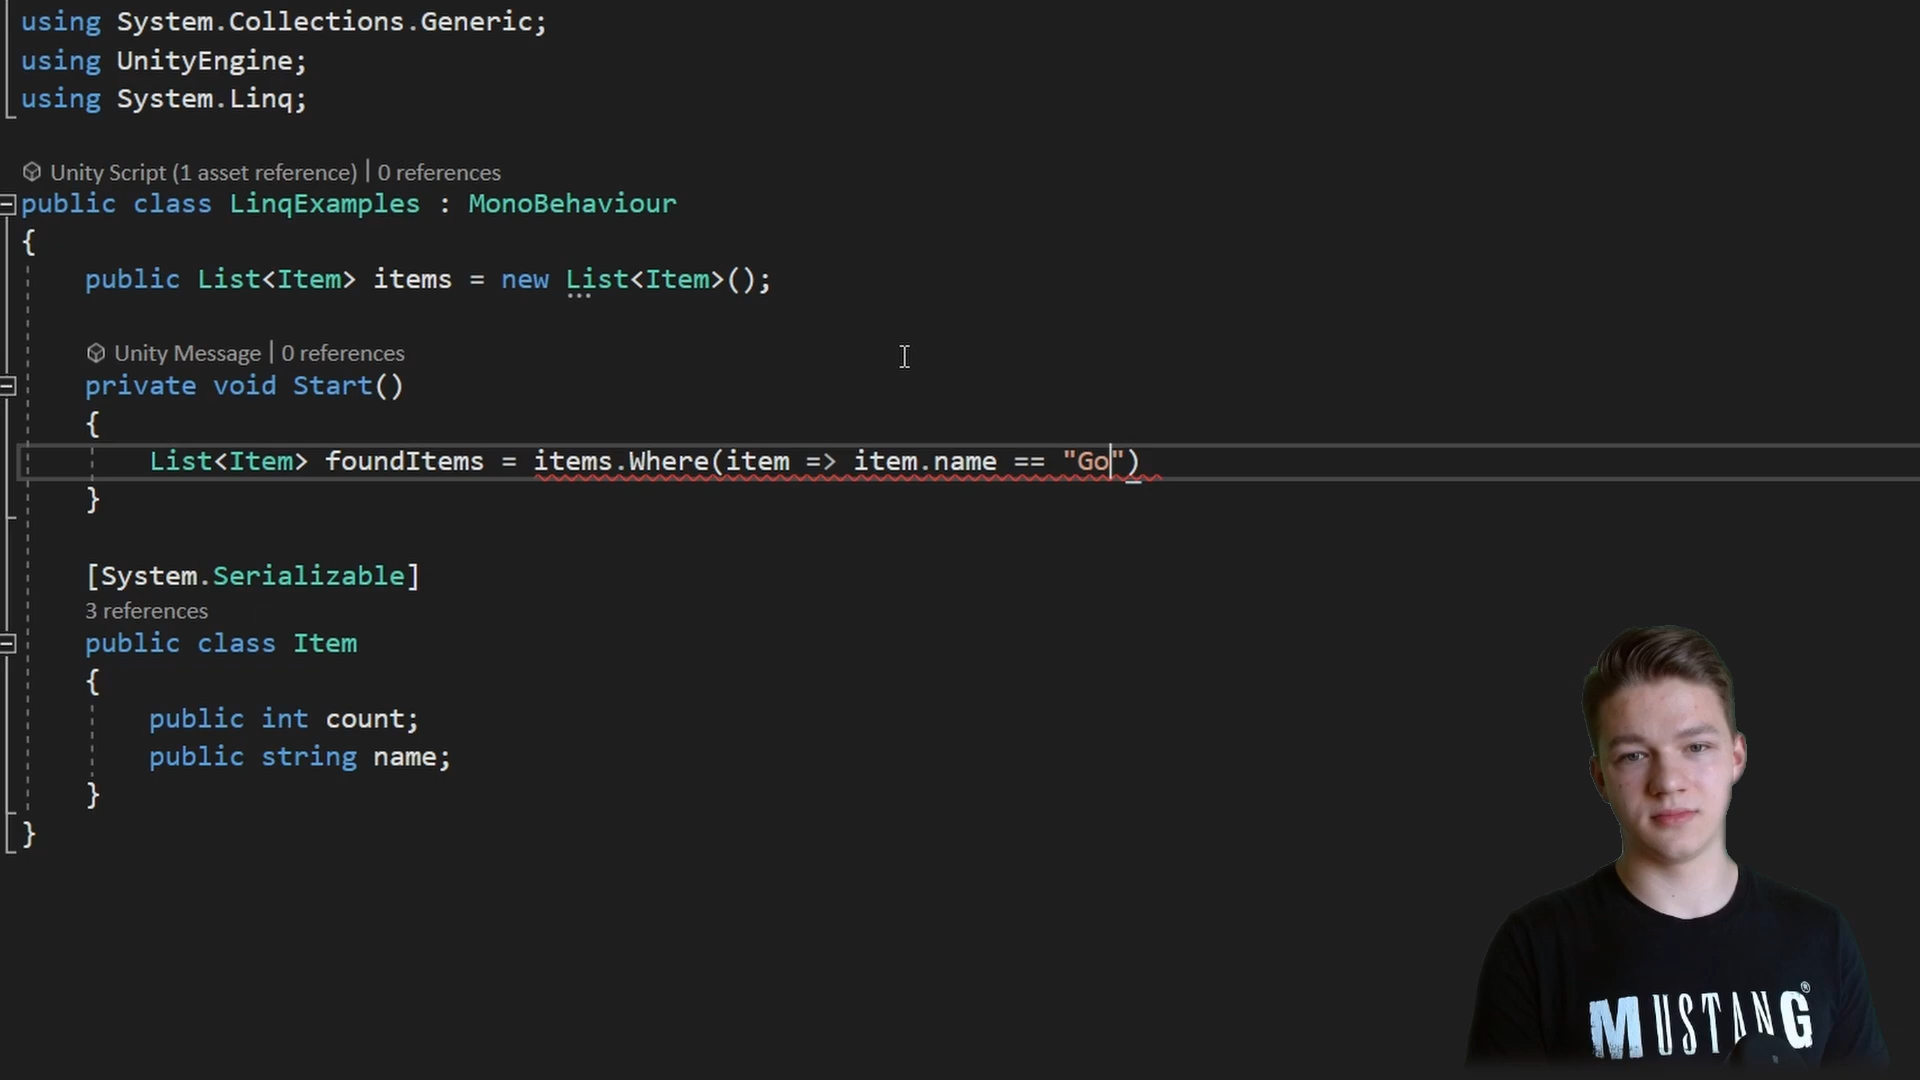 using System.Collections.Generic;
using UnityEngine;
using System.Linq;
Unity Script (1 asset reference) | 0 references
public class LinqExamples : MonoBehaviour
{
public List<Item> items = new List<Item>();
Unity Message | 0 references
private void Start()
{
List<Item> foundItems = items.Where(item => item.name == "Go")
}
[System.Serializable]
3 references
public class Item
{
public int count;
public string name;
}
}
MUSTANG®